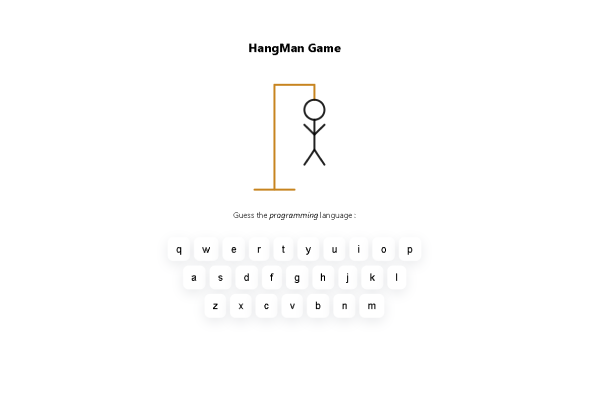 HangMan Game
Guess the programming language :
q w e r t y u i o p
a s d f g h j k l
z x c v b n m